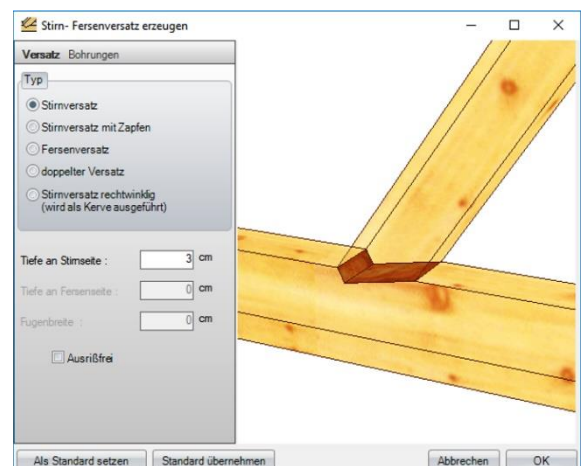 Stirn- Fersenversatz erzeugen
Versatz Bohrungen
Typ
Stirnversatz
Stirnversatz mit Zapfen
Fersenversatz
doppelter Versatz
Stirnversatz rechtwinklig
(wird als Kerve ausgeführt)
Tiefe an Stirnseite : 3 cm
Tiefe an Fersenseite : 0 cm
Fugenbreite : 0 cm
Ausrißfrei
Als Standard setzen Standard übernehmen Abbrechen OK